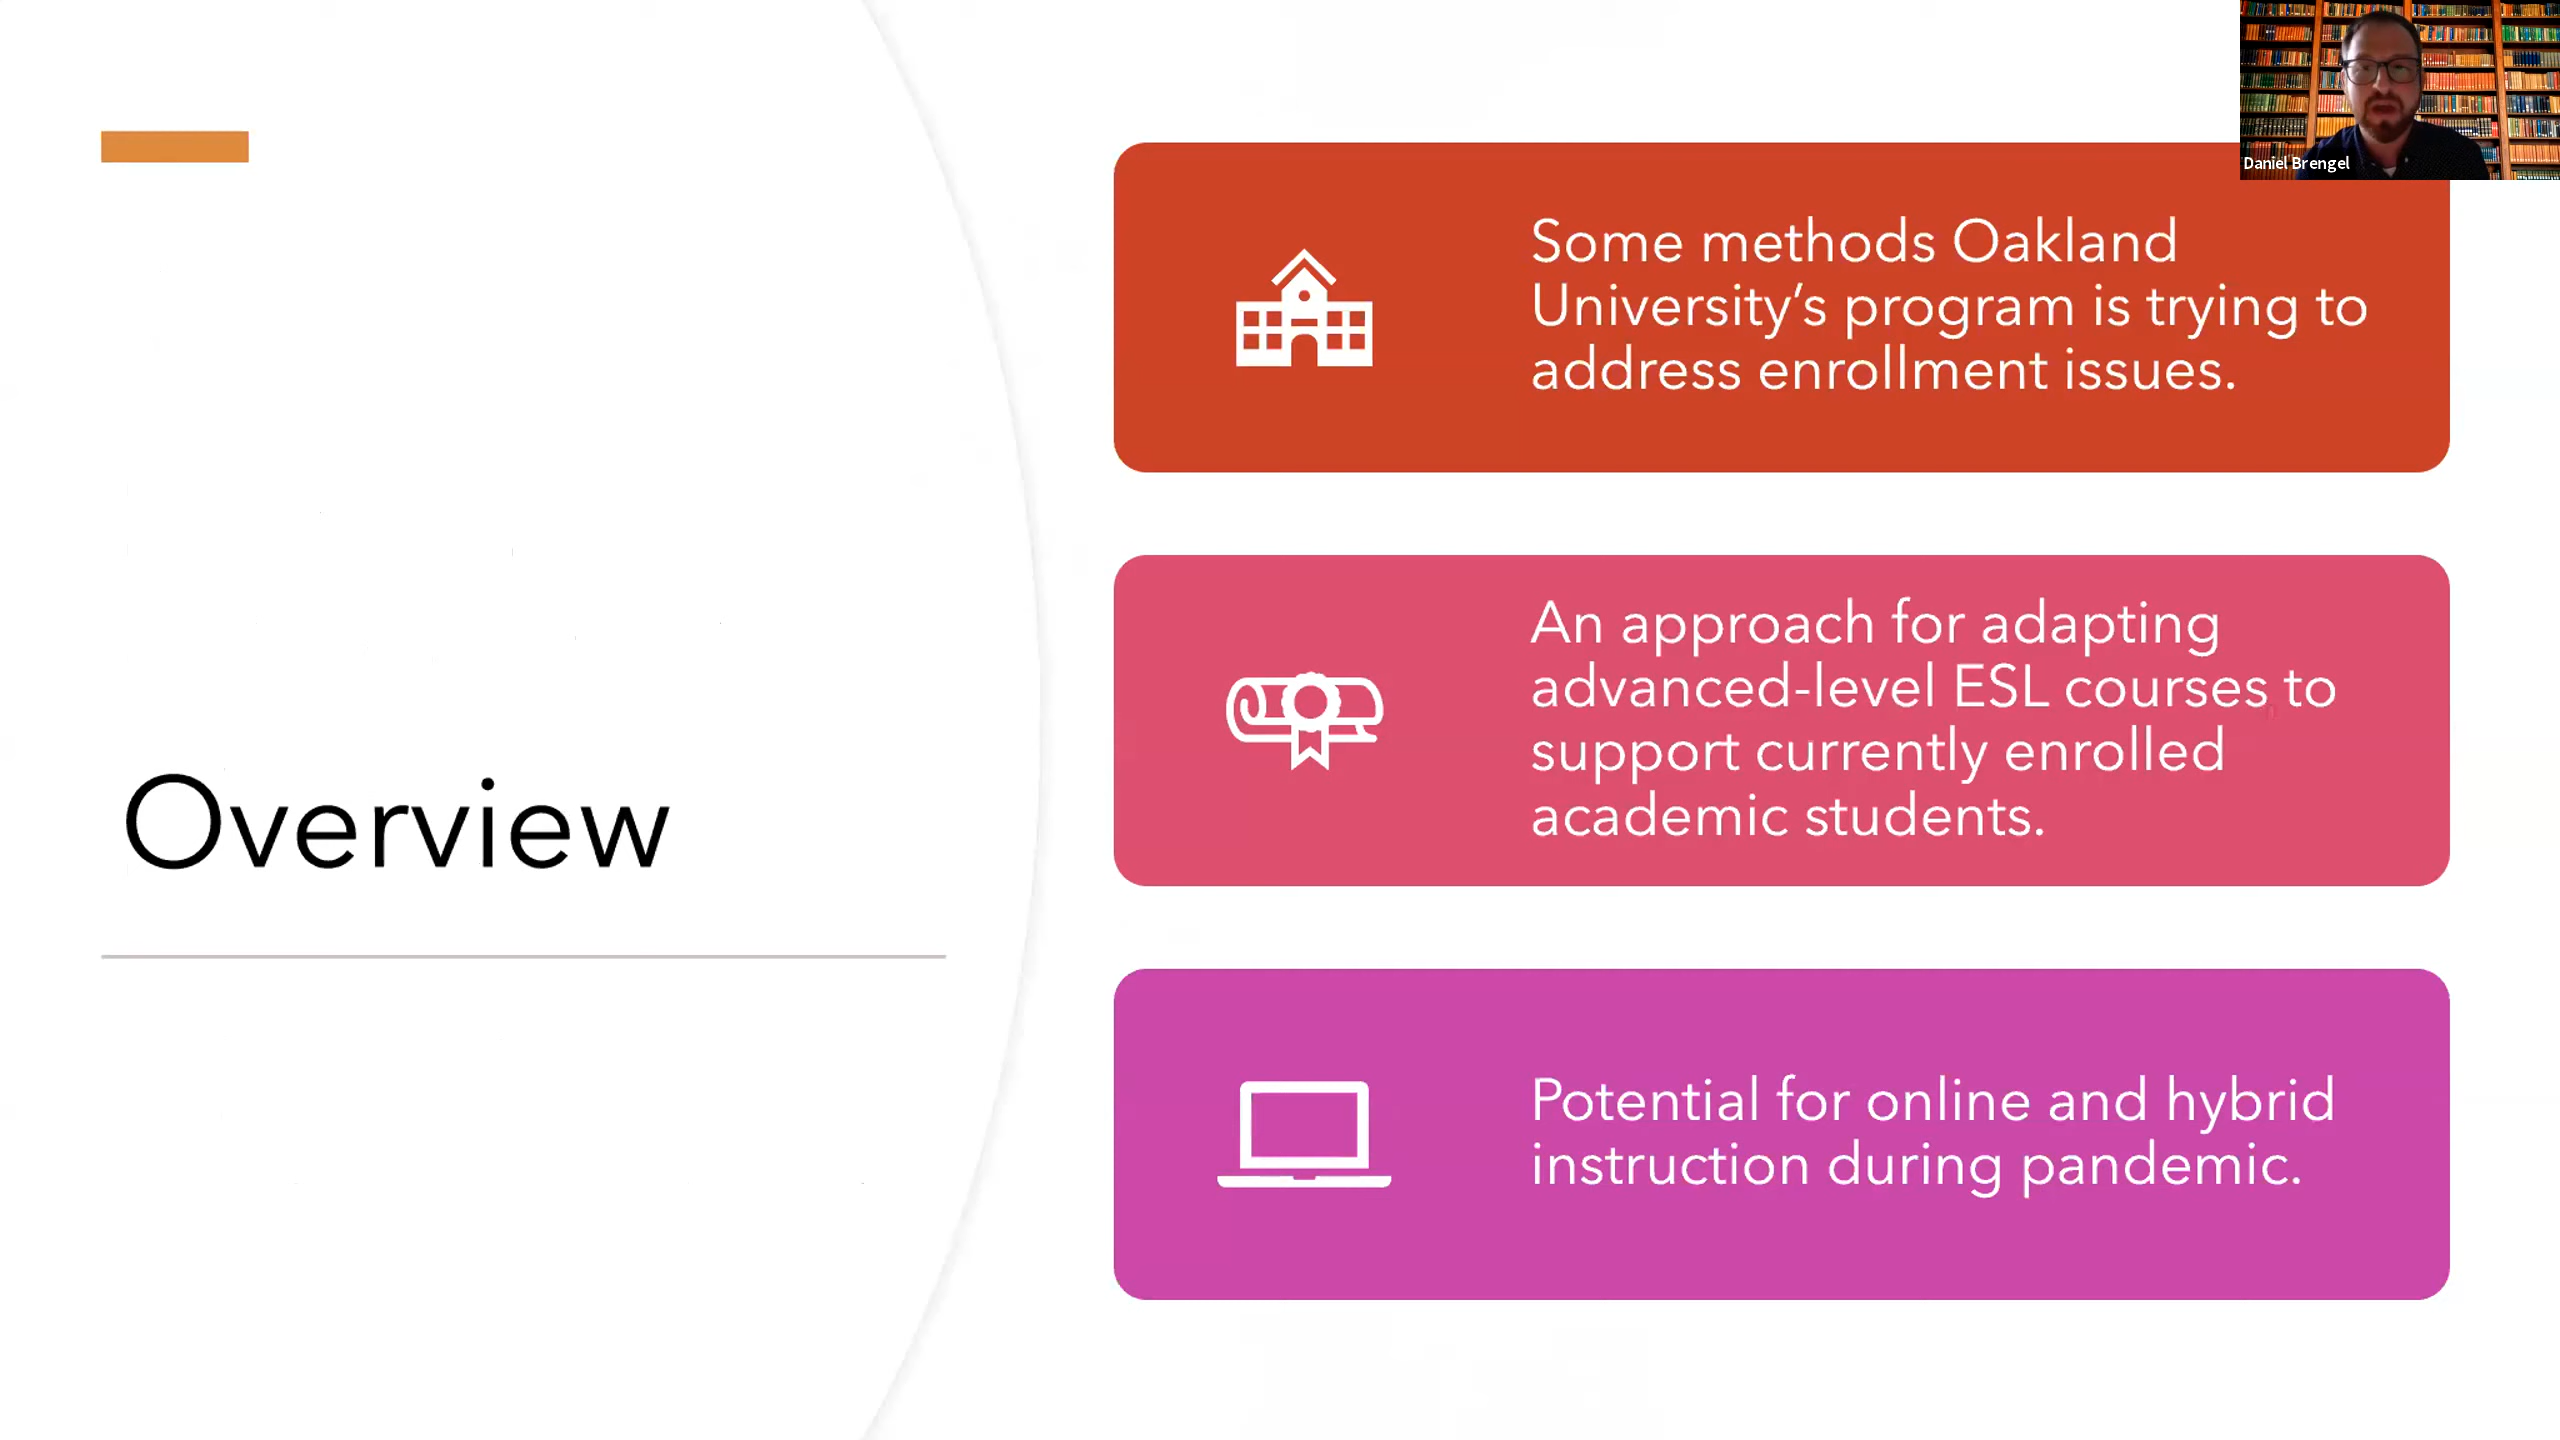 Daniel Brengel
Overview
Some methods Oakland
University’s program is trying to
address enrollment issues.
An approach for adapting
advanced-level ESL courses to
support currently enrolled
academic students.
Potential for online and hybrid
instruction during pandemic.